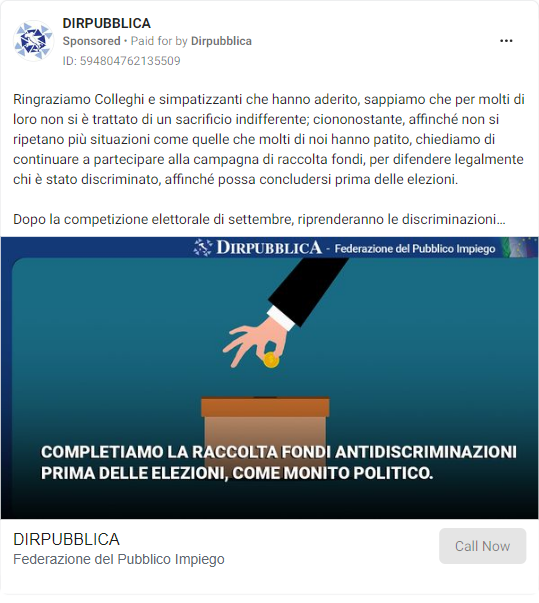 DIRPUBBLICA
Sponsored • Paid for by Dirpubblica
ID: 594804762135509
Ringraziamo Colleghi e simpatizzanti che hanno aderito, sappiamo che per molti di
loro non si è trattato di un sacrificio indifferente; ciononostante, affinché non si
ripetano più situazioni come quelle che molti di noi hanno patito, chiediamo di
continuare a partecipare alla campagna di raccolta fondi, per difendere legalmente
chi è stato discriminato, affinché possa concludersi prima delle elezioni.
Dopo la competizione elettorale di settembre, riprenderanno le discriminazioni...
DIRPUBBLICA - Federazione del Pubblico Impiego
COMPLETIAMO LA RACCOLTA FONDI ANTIDISCRIMINAZIONI
PRIMA DELLE ELEZIONI, COME MONITO POLITICO.
DIRPUBBLICA
Federazione del Pubblico Impiego
Call Now